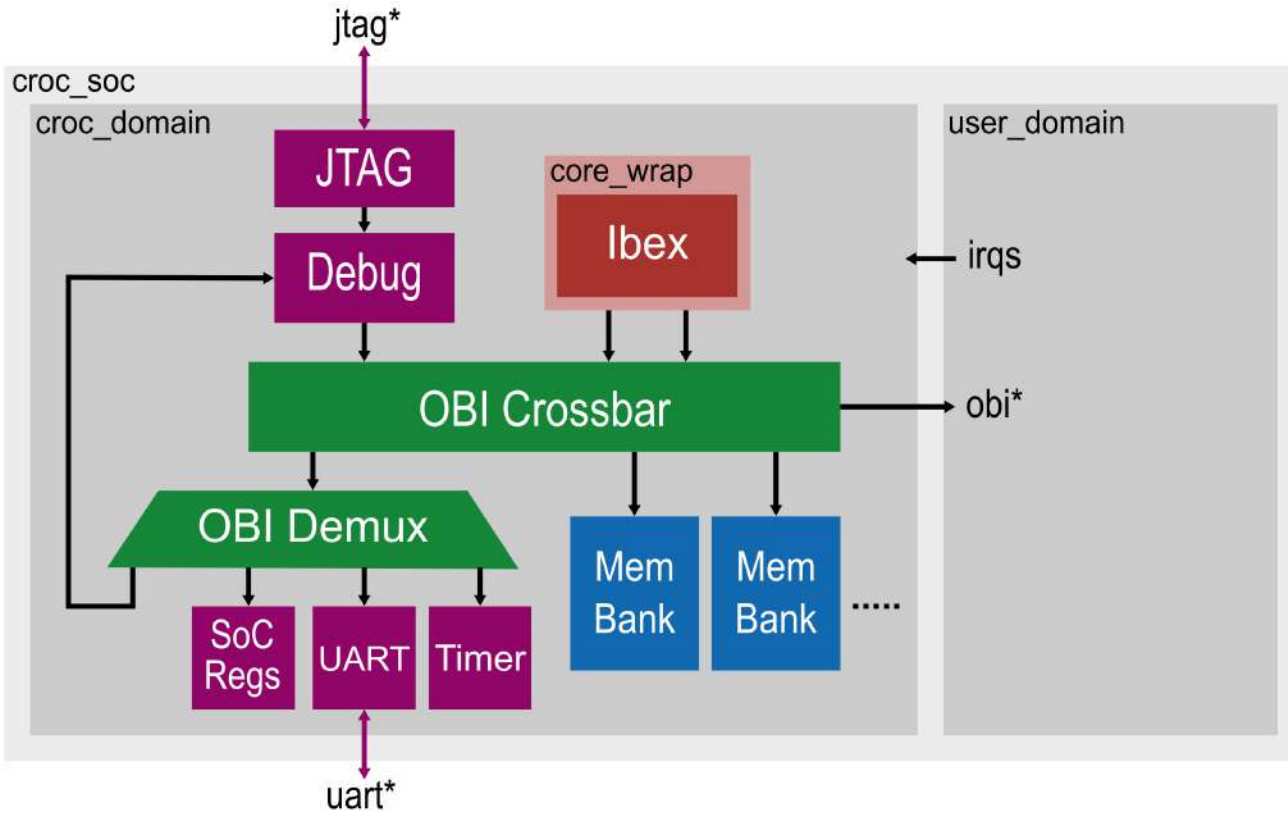 jtag*
croc_soc
croc_domain
user_domain
JTAG
core_wrap
Ibex
Debug
irqs
OBI Crossbar
obi*
OBI Demux
Mem
Bank
Mem
Bank
.....
SoC
Regs
UART
Timer
uart*